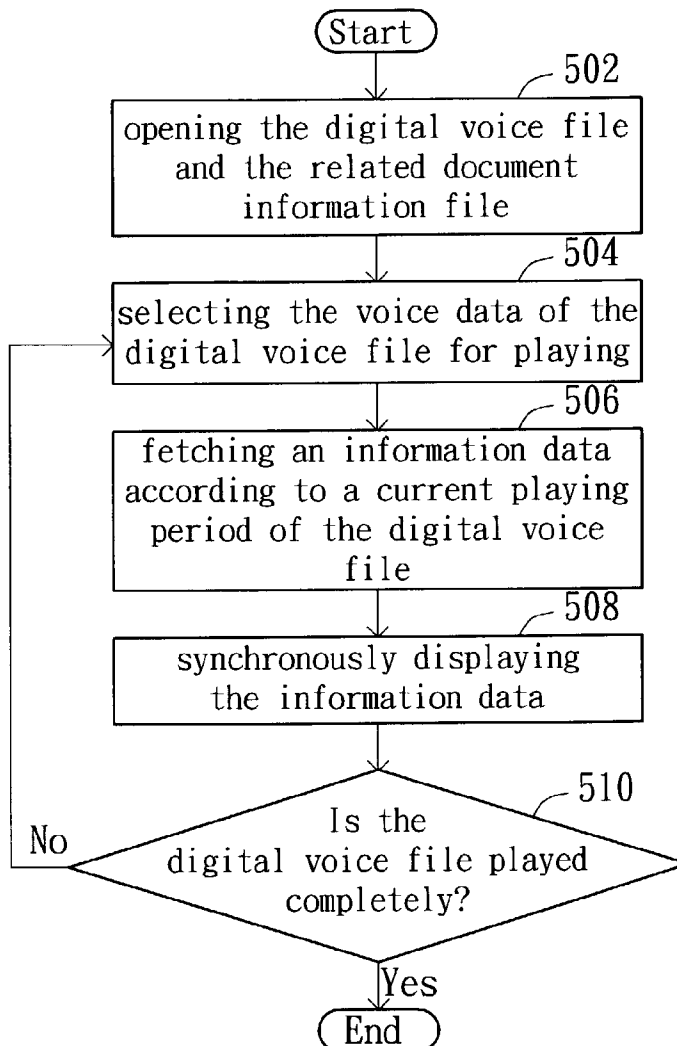 Start
502
opening the digital voice file
and the related document
information file
504
selecting the voice data of the
digital voice file for playing
506
fetching an information data
according to a current playing
period of the digital voice
file
508
synchronously displaying
the information data
510
Is the
digital voice file played
completely?
No
Yes
End